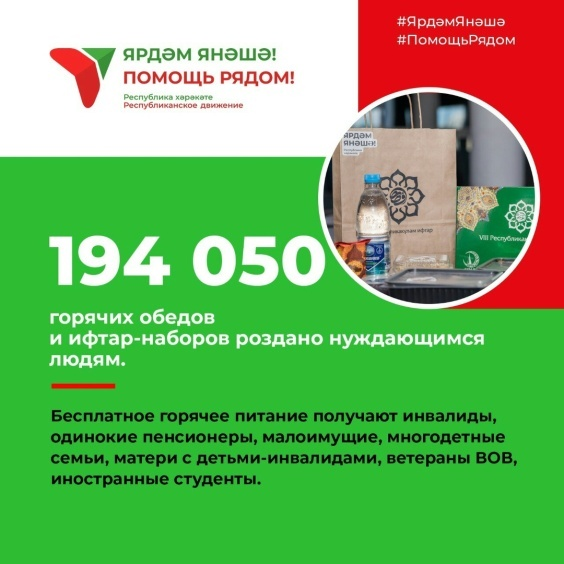 ЯРДӘМ ЯНӘШӘ!
ПОМОЩЬ РЯДОМ!
Республика хәрәкәте
Республиканское движение
#ЯрдәмЯнәшә
#ПомощьРядом
ЯРДӘМ
ЯНӘШӘ!
ифтар
VIII Республикан
194 050
горячих обедов
и ифтар-наборов роздано нуждающимся
людям.
Бесплатное горячее питание получают инвалиды,
одинокие пенсионеры, малоимущие, многодетные
семьи, матери с детьми-инвалидами, ветераны ВОВ,
иностранные студенты.